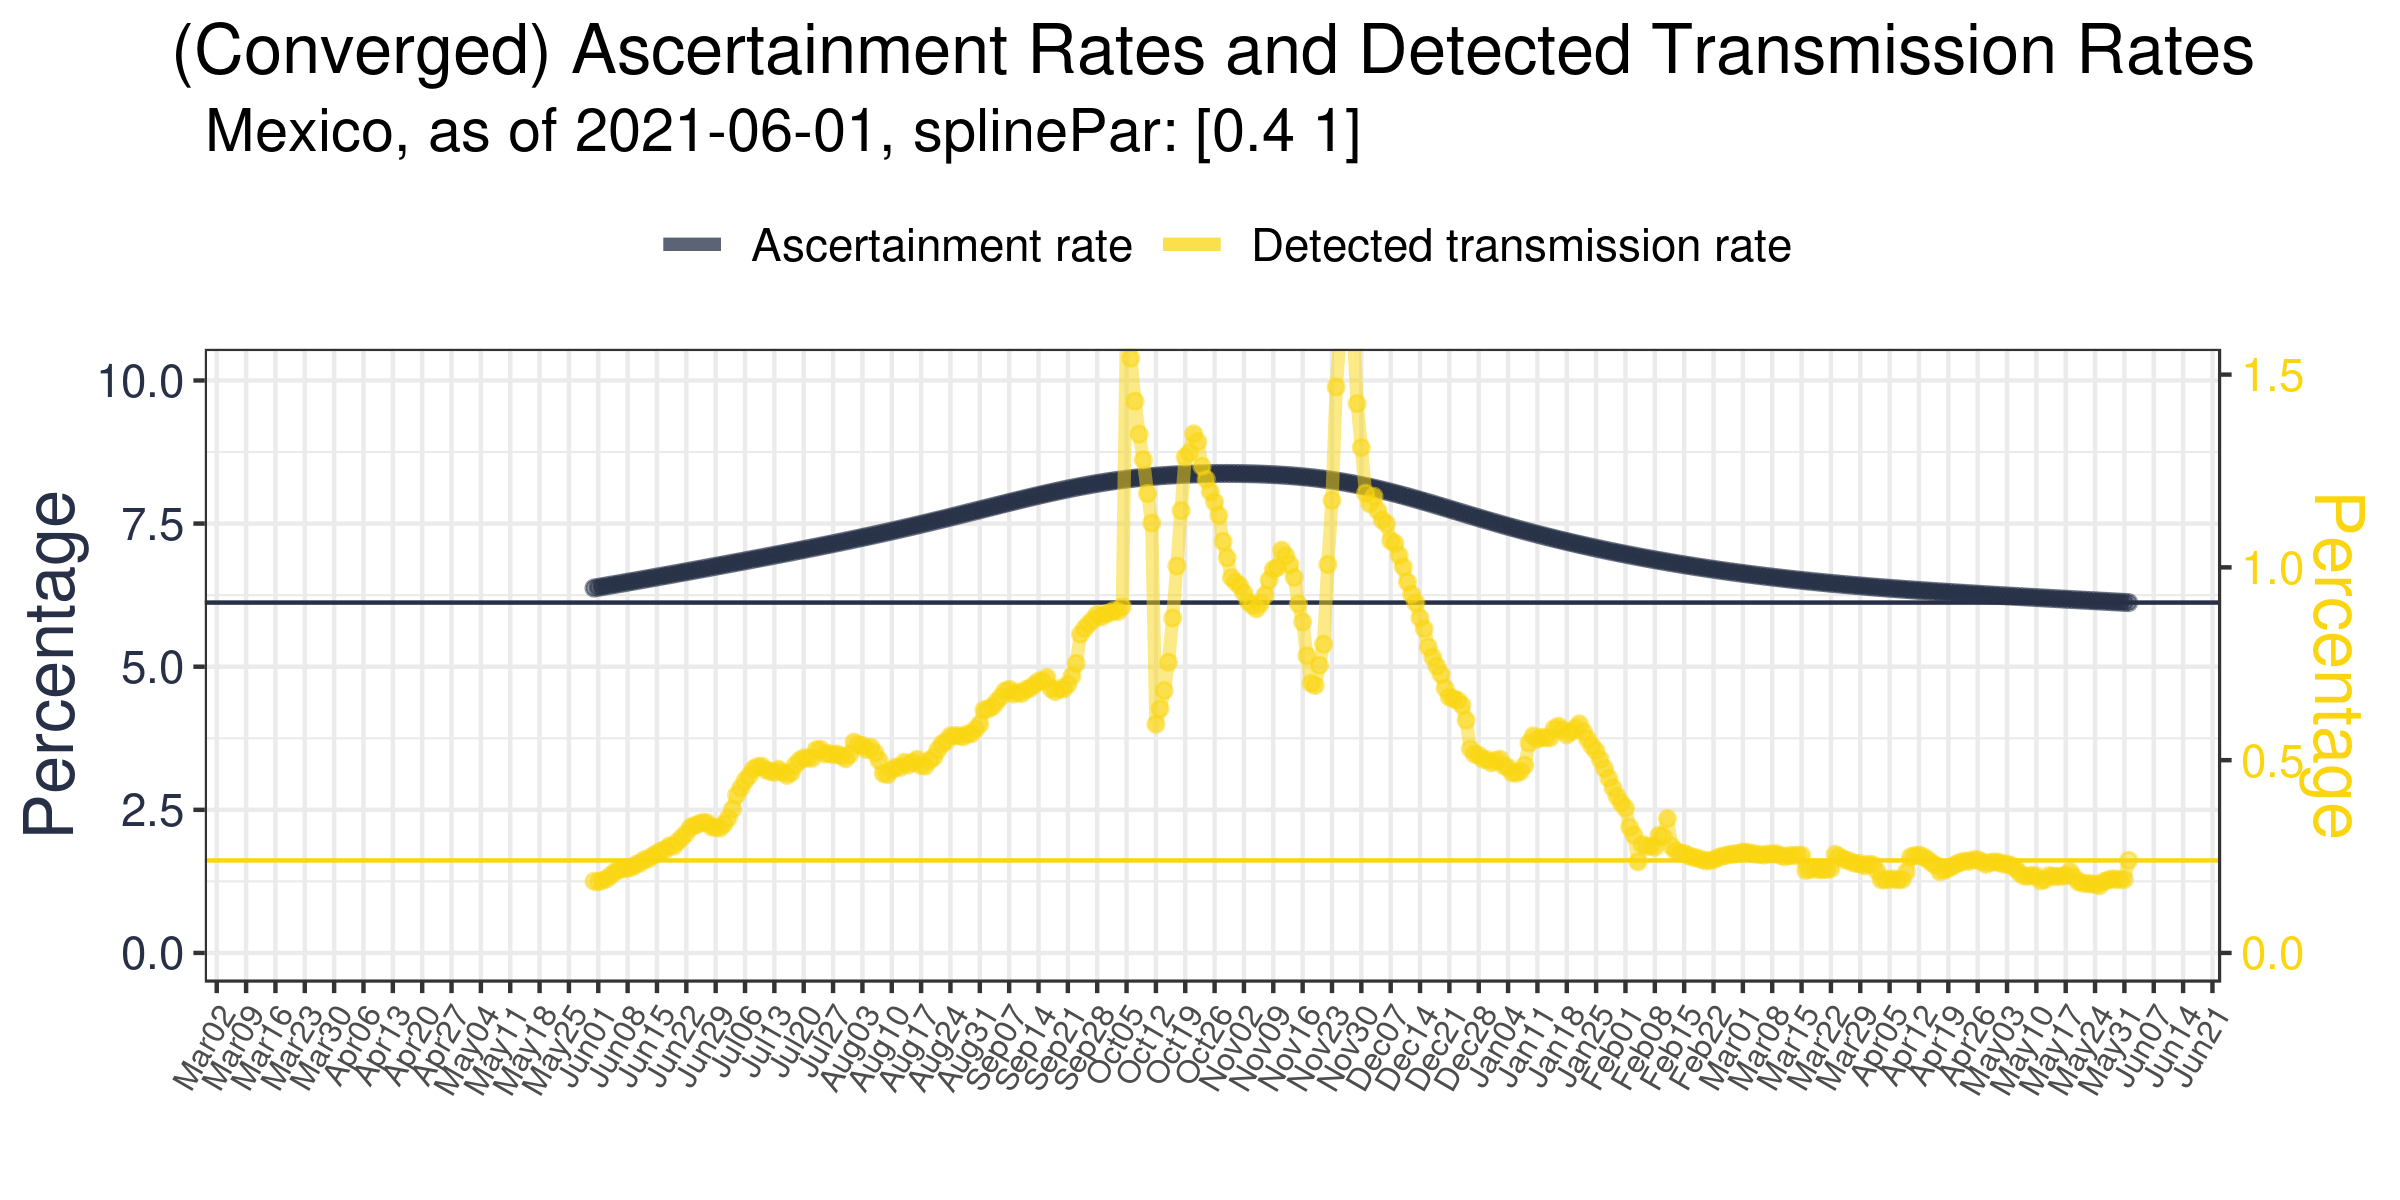 (Converged) Ascertainment Rates and Detected Transmission Rates
Mexico, as of 2021-06-01, splinePar: [0.4 1]
Ascertainment rate
Detected transmission rate
Percentage
10.0
7.5
5.0
2.5
0.0
1.5
1.0
0.5
0.0
Percentage
Mar02
Mar09
Mar16
Mar23
Mar30
Apr06
Apr13
Apr20
Apr27
May04
May11
May18
May25
Jun01
Jun08
Jun15
Jun22
Jun29
Jul06
Jul13
Jul20
Jul27
Aug03
Aug10
Aug17
Aug24
Aug31
Sep07
Sep14
Sep21
Sep28
Oct05
Oct12
Oct19
Oct26
Nov02
Nov09
Nov16
Nov23
Nov30
Dec07
Dec14
Dec21
Dec28
Jan04
Jan11
Jan18
Jan25
Feb01
Feb08
Feb15
Feb22
Mar01
Mar08
Mar15
Mar22
Mar29
Apr05
Apr12
Apr19
Apr26
May03
May10
May17
May24
May31
Jun07
Jun14
Jun21